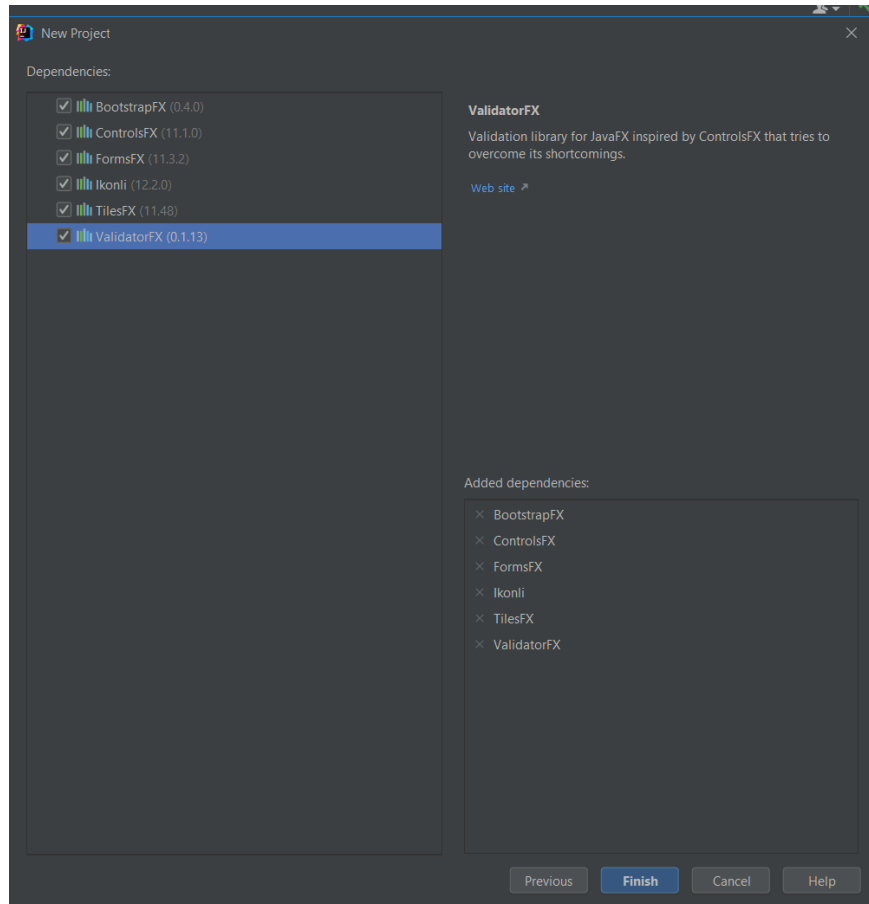 New Project
Dependencies:
BootstrapFX (0.4.0)
ControlsFX (11.1.0)
FormsFX (11.3.2)
Ikonli (12.2.0)
TilesFX (11.48)
ValidatorFX (0.1.13)
ValidatorFX
Validation library for JavaFX inspired by ControlsFX that tries to
overcome its shortcomings.
Web site ↗
Added dependencies:
BootstrapFX
ControlsFX
FormsFX
Ikonli
TilesFX
ValidatorFX
Previous Finish Cancel Help